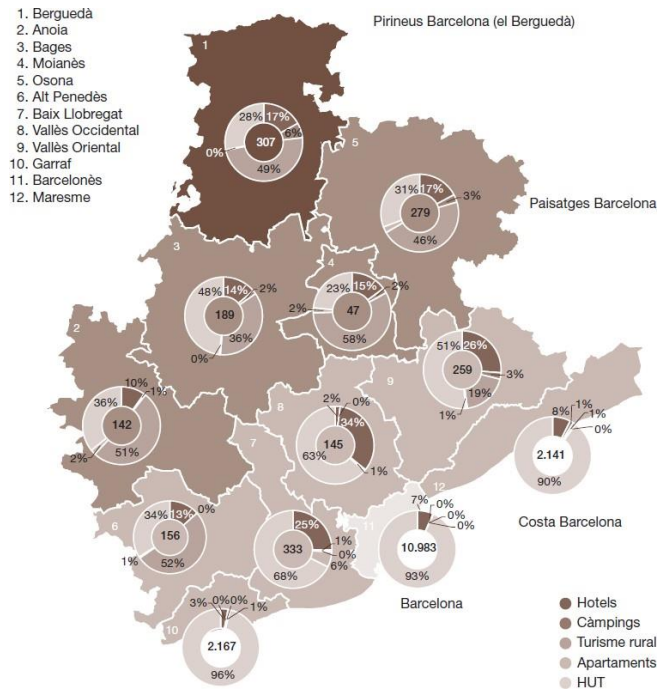 1. Berguedà
2. Anoia
3. Bages
4. Moianès
5. Osona
6. Alt Penedès
7. Baix Llobregat
8. Vallès Occidental
9. Vallès Oriental
10. Garraf
11. Barcelonès
12. Maresme
Pirineus Barcelona (el Berguedà)
1
28% 17%
307 6%
0%
49%
5
31% 17%
3%
279
46%
Paisatges Barcelona
3
48% 14%
2%
189
36%
0%
4
23% 15%
2%
2% 47
58%
2
10%
36% 1%
142
2% 51%
9
51% 26%
259 3%
1% 19%
8
2% 0%
34%
145
63% 1%
7
12
8% 1%
1%
0%
2.141
90%
Costa Barcelona
6
34% 13% 0%
156
1% 52%
25%
1%
333 0%
6%
68%
11
7% 0%
0%
0%
10.983
93%
Barcelona
10
3% 0% 0%
1%
2.167
96%
Hotels
Càmpings
Turisme rural
Apartaments
HUT